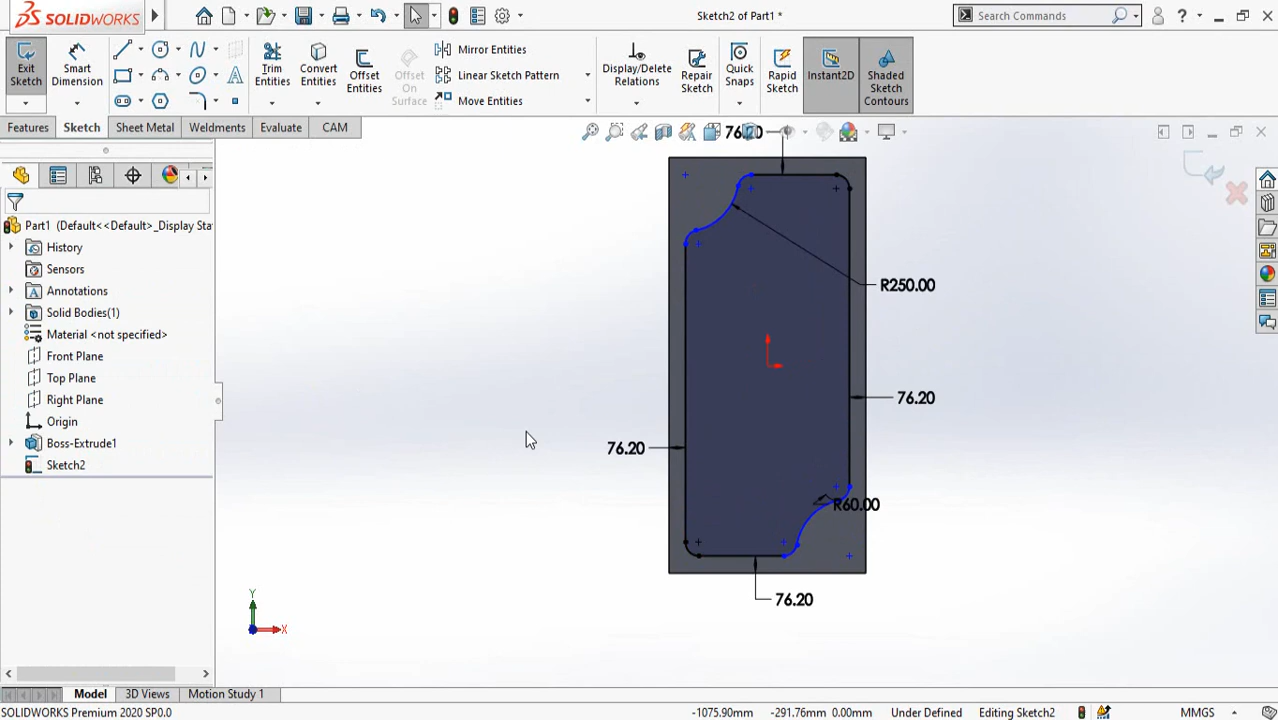 SOLIDWORKS
Sketch2 of Part1 *
Search Commands
Exit Sketch
Smart Dimension
Trim Entities
Convert Entities
Offset Entities
Offset On Surface
Mirror Entities
Linear Sketch Pattern
Move Entities
Display/Delete Relations
Repair Sketch
Quick Snaps
Rapid Sketch
Instant2D
Shaded Sketch Contours
Features
Sketch
Sheet Metal
Weldments
Evaluate
CAM
Part1 (Default<<Default>_Display Sta
History
Sensors
Annotations
Solid Bodies(1)
Material <not specified>
Front Plane
Top Plane
Right Plane
Origin
Boss-Extrude1
Sketch2
R250.00
76.20
76.20
R60.00
76.20
Y
X
Model
3D Views
Motion Study 1
SOLIDWORKS Premium 2020 SP0.0
-1075.90mm
-291.76mm 0.00mm
Under Defined
Editing Sketch2
MMGS